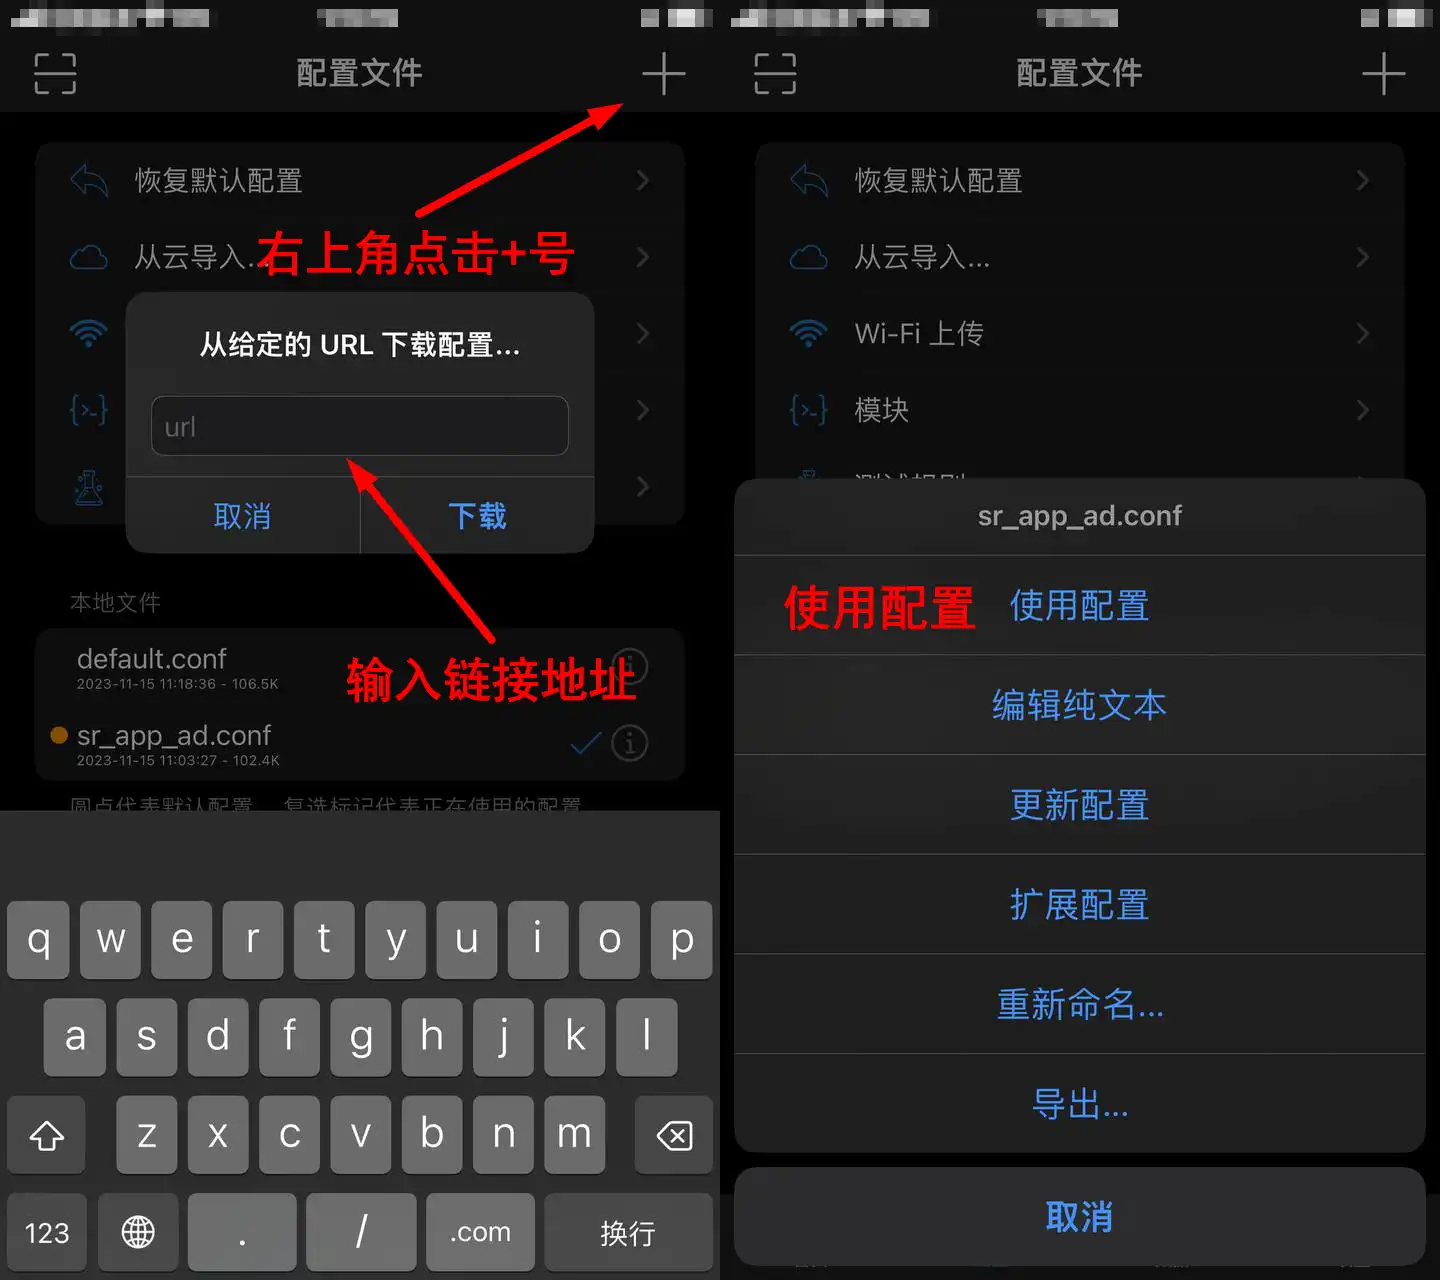 配置文件
恢复默认配置
从云导入...
右上角点击+号
从给定的 URL 下载配置...
url
取消
下载
本地文件
default.conf
2023-11-15 11:18:36 - 106.5K
输入链接地址
sr_app_ad.conf
2023-11-15 11:03:27 - 102.4K
圆点代表默认配置 复选标记代表正在使用的配置
q w e r t y u i o p
a s d f g h j k l
z x c v b n m
123 . / .com 换行
配置文件
恢复默认配置
从云导入...
Wi-Fi 上传
模块
测试规则
sr_app_ad.conf
使用配置 使用配置
编辑纯文本
更新配置
扩展配置
重新命名...
导出...
取消